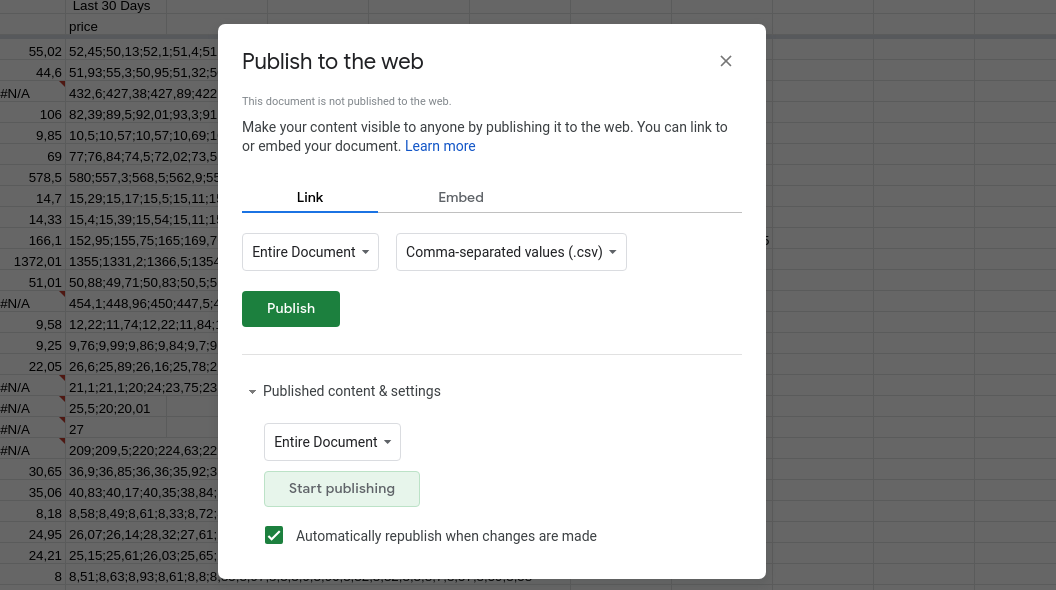 Last 30 Days
price
55,02 52,45;50,13;52,1;51,4;51
44,6 51,93;55,3;50,95;51,32;5
#N/A 432,6;427,38;427,89;422
106 82,39;89,5;92,01;93,3;91
9,85 10,5;10,57;10,57;10,69;1
69 77;76,84;74,5;72,02;73,5
578,5 580;557,3;568,5;562,9;55
14,7 15,29;15,17;15,5;15,11;15
14,33 15,4;15,39;15,54;15,11;15
166,1 152,95;155,75;165;169,7
1372,01 1355;1331,2;1366,5;1354
51,01 50,88;49,71;50,83;50,5;5
#N/A 454,1;448,96;450;447,5;4
9,58 12,22;11,74;12,22;11,84;1
9,25 9,76;9,99;9,86;9,84;9,7;9
22,05 26,6;25,89;26,16;25,78;2
#N/A 21,1;21,1;20;24;23,75;23
#N/A 25,5;20;20,01
#N/A 27
#N/A 209;209,5;220;224,63;22
30,65 36,9;36,85;36,36;35,92;3
35,06 40,83;40,17;40,35;38,84;
8,18 8,58;8,49;8,61;8,33;8,72;
24,95 26,07;26,14;28,32;27,61;
24,21 25,15;25,61;26,03;25,65;
8 8,51;8,63;8,93;8,61;8,8;8
Publish to the web
This document is not published to the web.
Make your content visible to anyone by publishing it to the web. You can link to
or embed your document. Learn more
Link Embed
Entire Document Comma-separated values (.csv)
Publish
Published content & settings
Entire Document
Start publishing
Automatically republish when changes are made